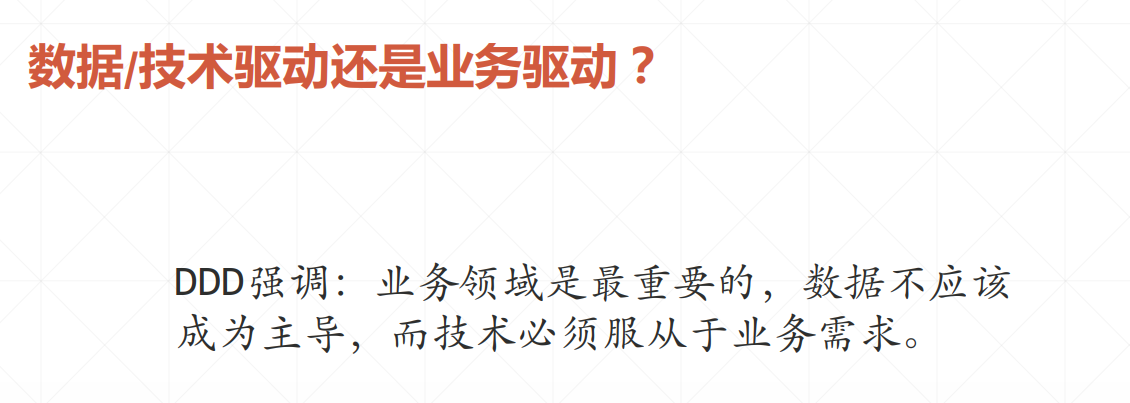 数据/技术驱动还是业务驱动？
DDD强调：业务领域是最重要的，数据不应该
成为主导，而技术必须服从于业务需求。